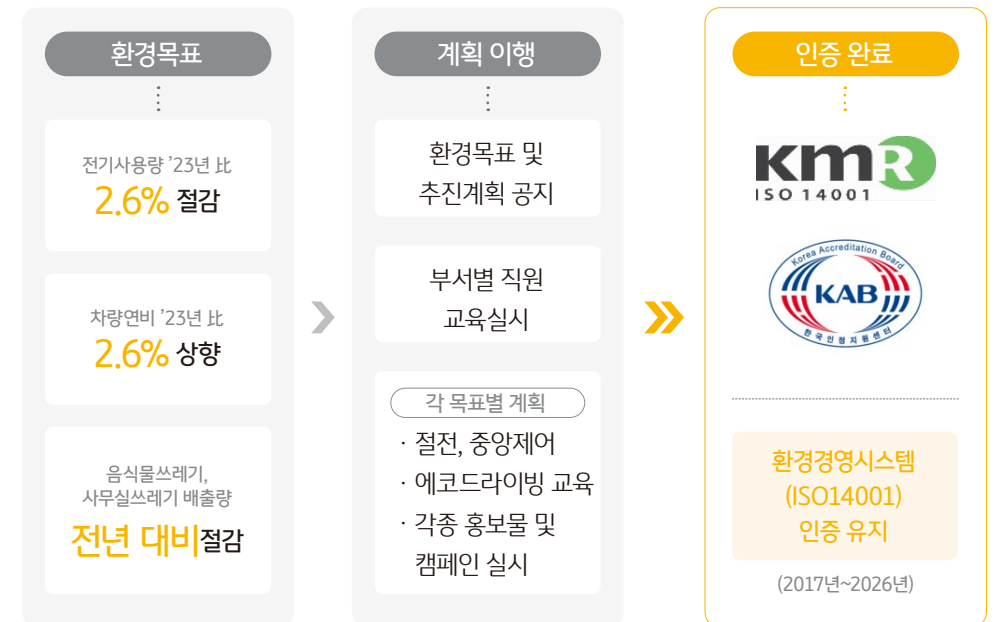 환경목표
전기사용량 ’23년 比
2.6% 절감
차량연비 ’23년 比
2.6% 상향
음식물쓰레기,
사무실쓰레기 배출량
전년 대비절감
계획 이행
환경목표 및
추진계획 공지
부서별 직원
교육실시
각 목표별 계획
· 절전, 중앙제어
· 에코드라이빙 교육
· 각종 홍보물 및
캠페인 실시
인증 완료
kmR
ISO 14001
Korea Accreditation Board
KAB
한국인정지원센터
환경경영시스템
(ISO14001)
인증 유지
(2017년~2026년)